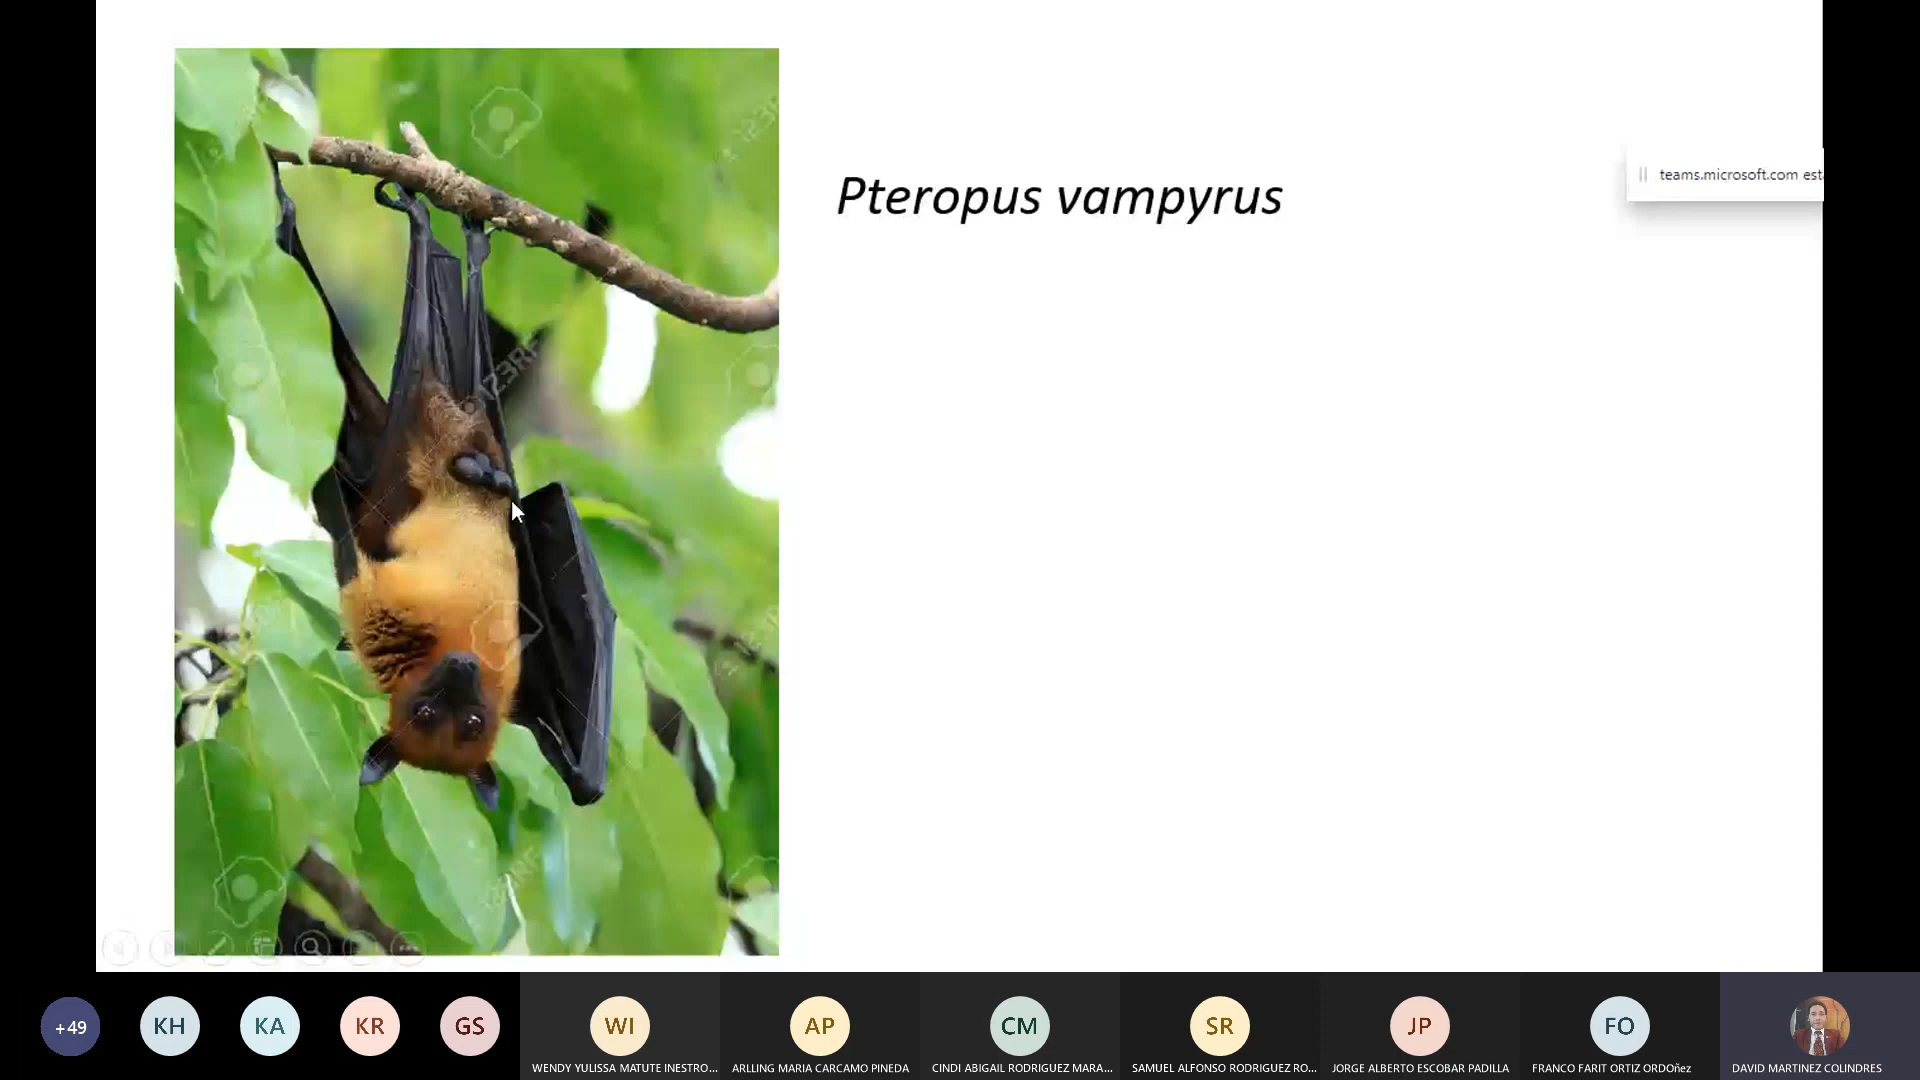 Pteropus vampyrus
teams.microsoft.com est
123RF
123RF
+49
KH
KA
KR
GS
WI
AP
CM
SR
JP
FO
WENDY YULISSA MATUTE INESTRO...
ARLLING MARIA CARCAMO PINEDA
CINDI ABIGAIL RODRIGUEZ MARA...
SAMUEL ALFONSO RODRIGUEZ RO...
JORGE ALBERTO ESCOBAR PADILLA
FRANCO FARIT ORTIZ ORDOñez
DAVID MARTINEZ COLINDRES